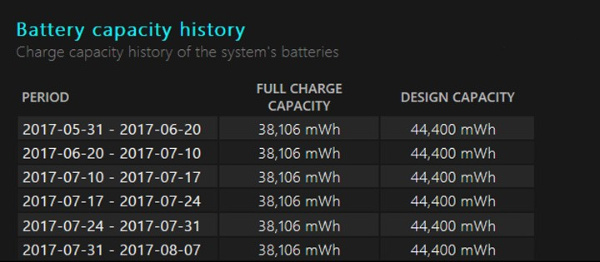 Battery capacity history
Charge capacity history of the system's batteries
PERIOD FULL CHARGE CAPACITY DESIGN CAPACITY
2017-05-31 - 2017-06-20 38,106 mWh 44,400 mWh
2017-06-20 - 2017-07-10 38,106 mWh 44,400 mWh
2017-07-10 - 2017-07-17 38,106 mWh 44,400 mWh
2017-07-17 - 2017-07-24 38,106 mWh 44,400 mWh
2017-07-24 - 2017-07-31 38,106 mWh 44,400 mWh
2017-07-31 - 2017-08-07 38,106 mWh 44,400 mWh